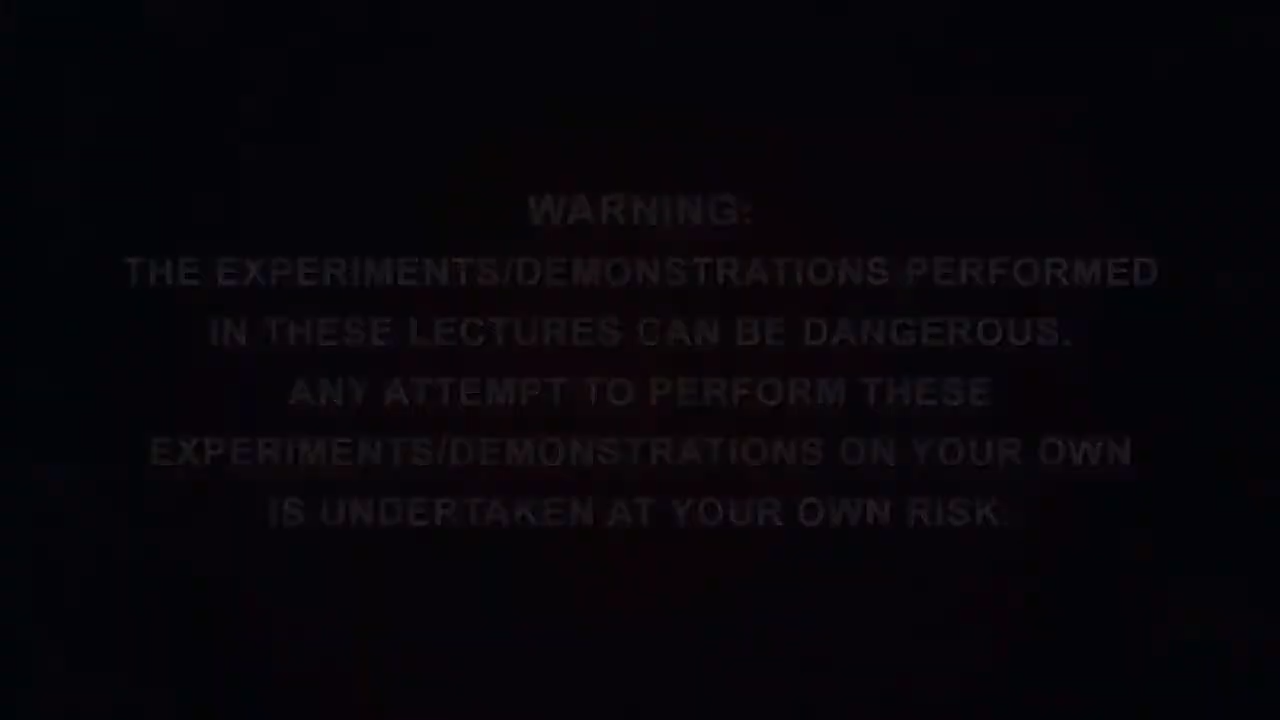 WARNING:
THE EXPERIMENTS/DEMONSTRATIONS PERFORMED
IN THESE LECTURES CAN BE DANGEROUS.
ANY ATTEMPT TO PERFORM THESE
EXPERIMENTS/DEMONSTRATIONS ON YOUR OWN
IS UNDERTAKEN AT YOUR OWN RISK.